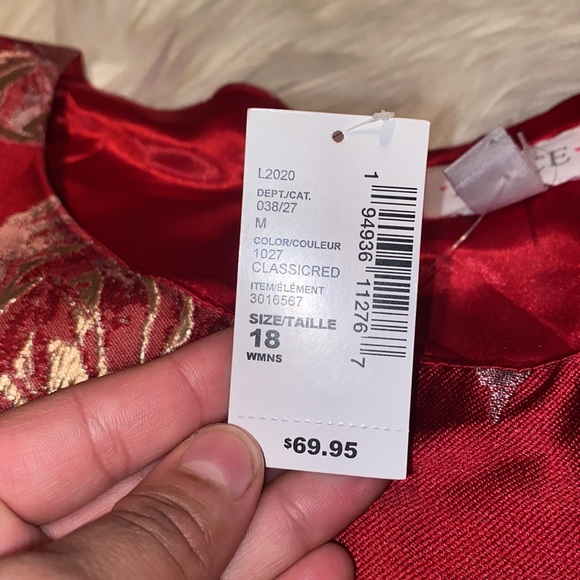 L2020
DEPT./CAT.
038/27
M
COLOR/COULEUR
1027
CLASSICRED
ITEM/ÉLÉMENT
3016567
SIZE/TAILLE
18
WMNS
$69.95
1 94936 11276 7